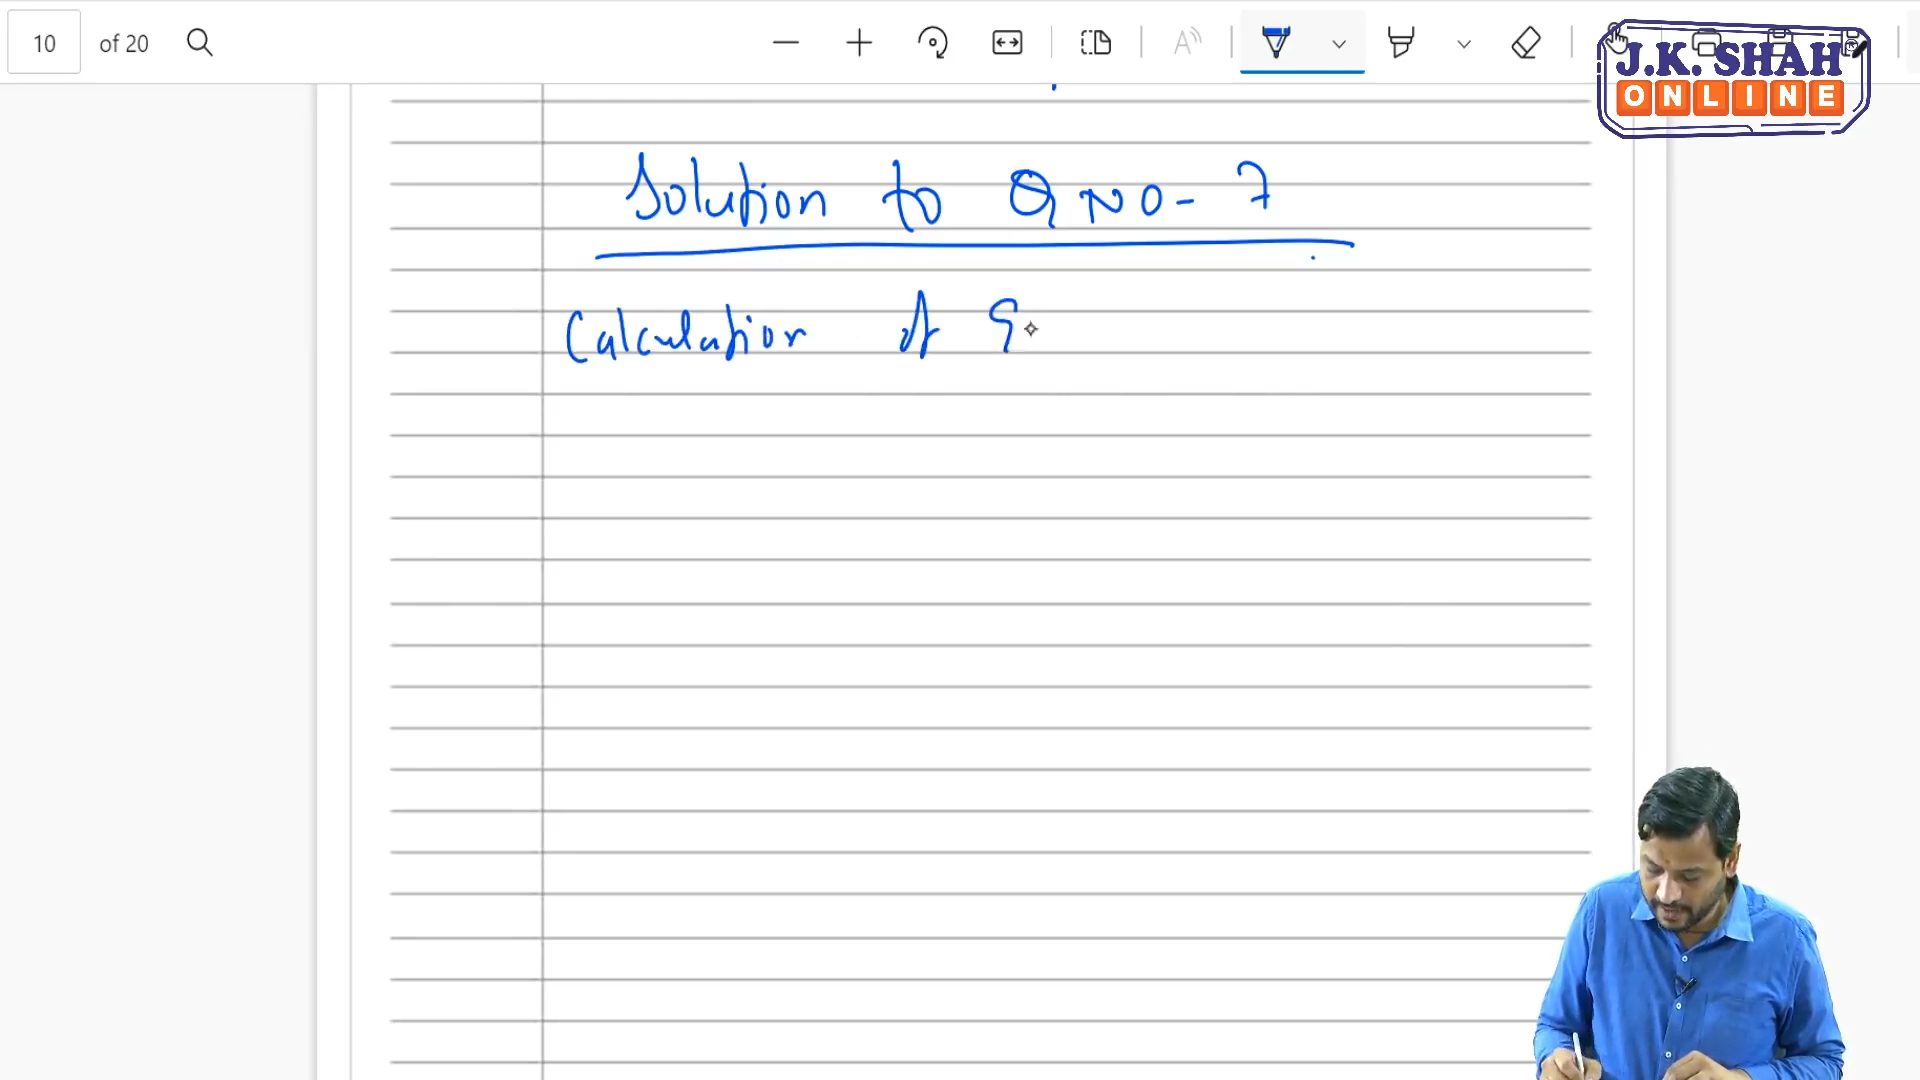 10 of 20
J.K. SHAH
ONLINE
Solution to Q NO- 7
Calculation of